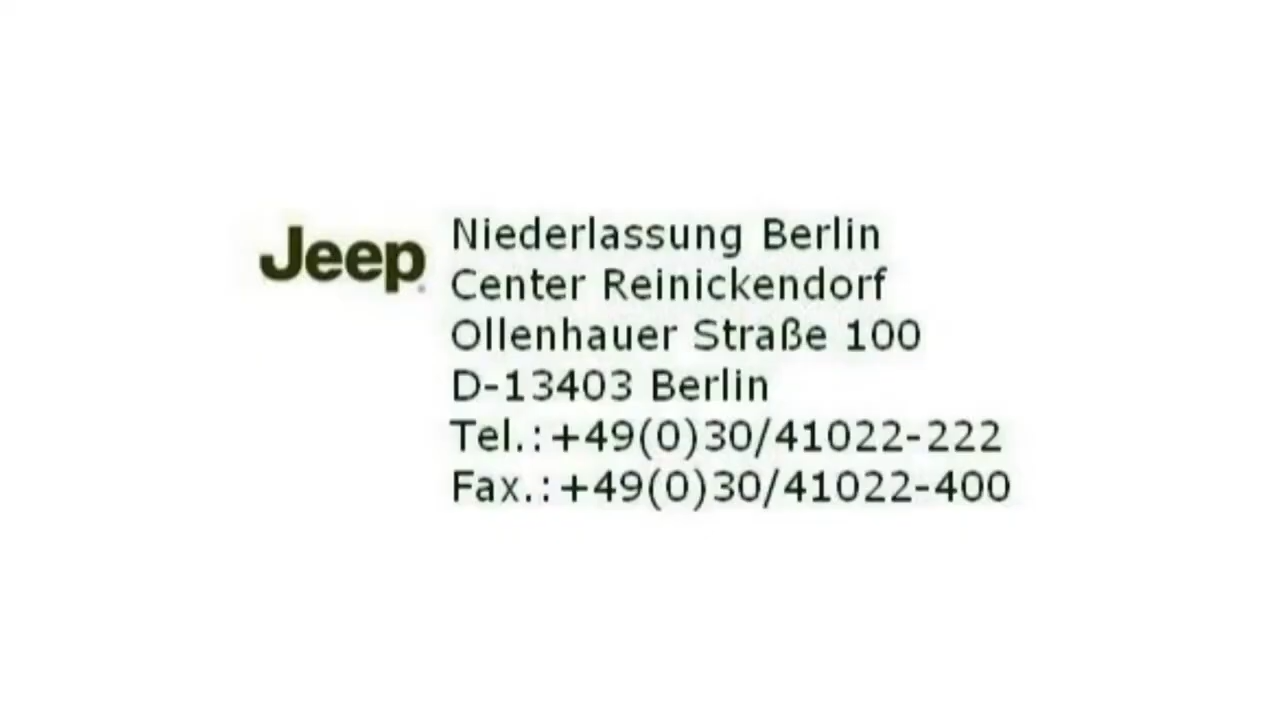 Jeep
Niederlassung Berlin
Center Reinickendorf
Ollenhauer Straße 100
D-13403 Berlin
Tel.:+49(0)30/41022-222
Fax.:+49(0)30/41022-400